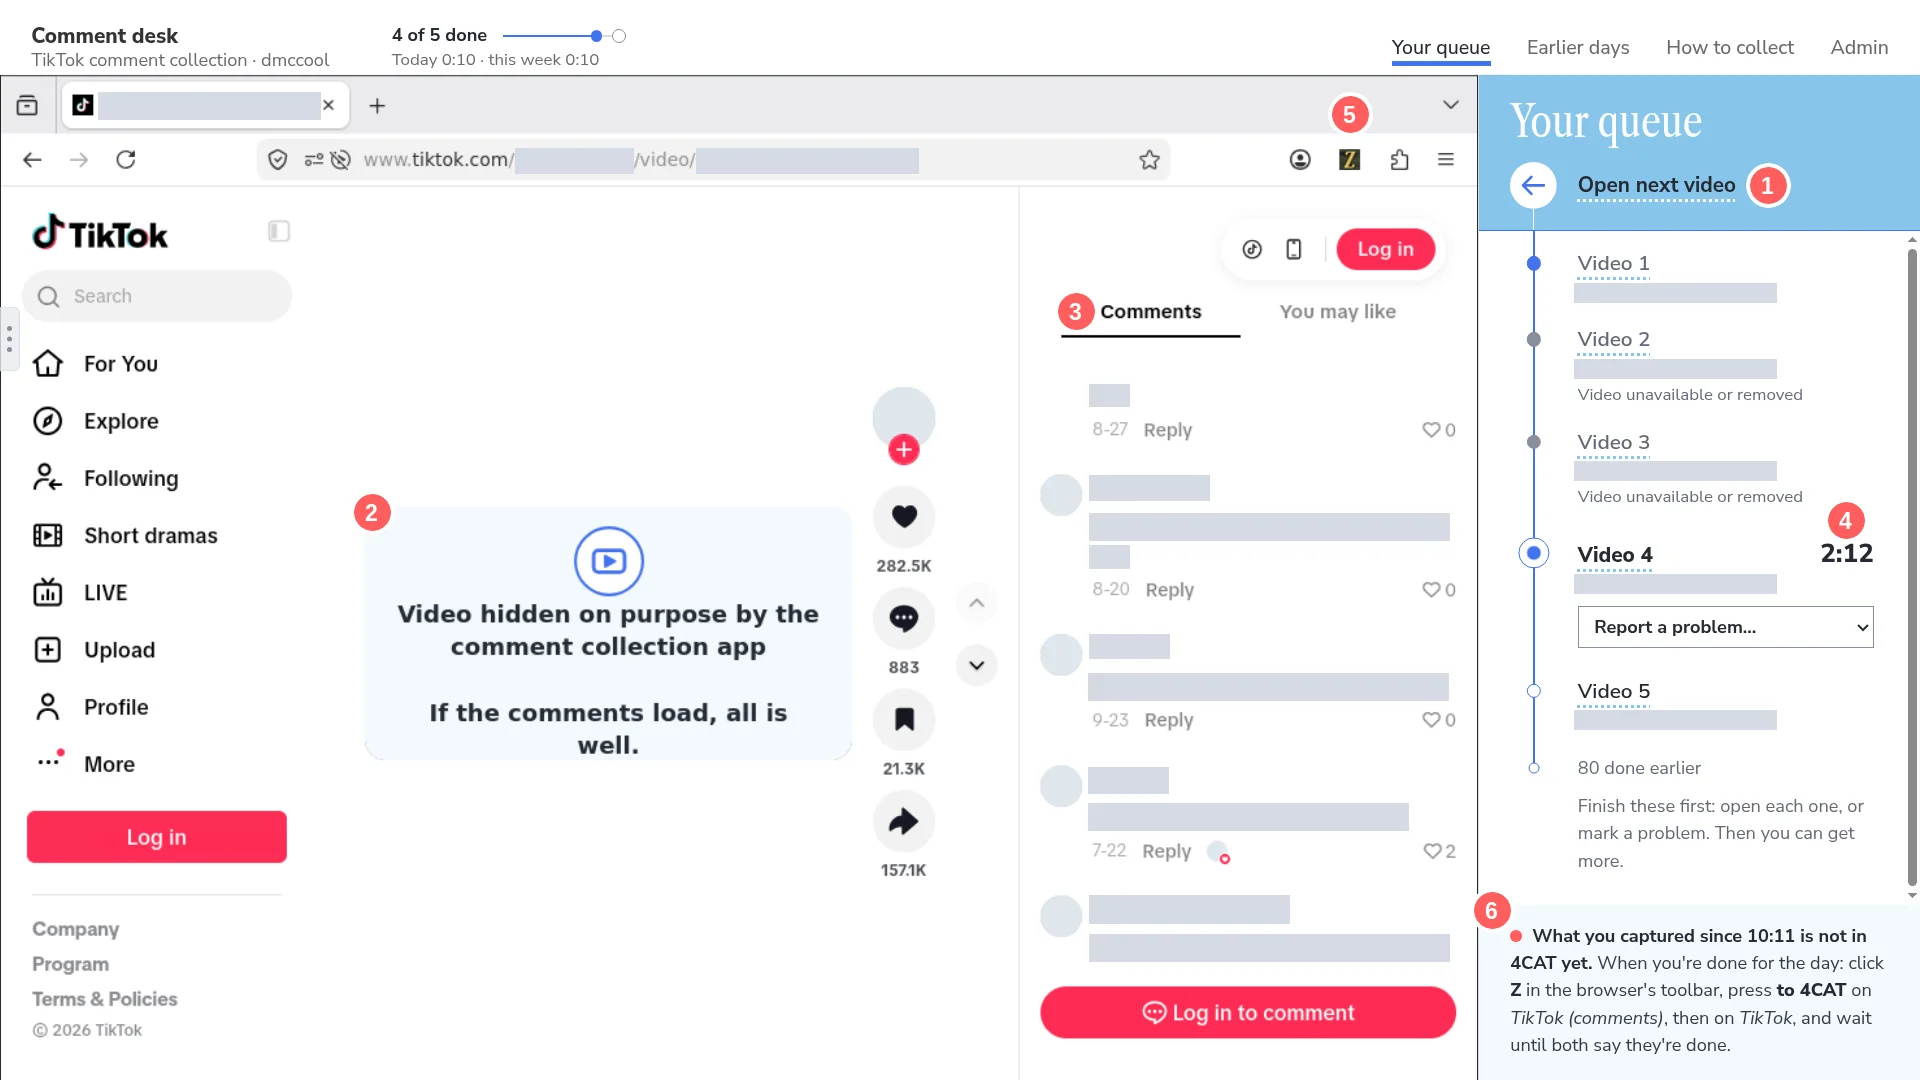 Comment desk
TikTok comment collection · dmccool
4 of 5 done
Today 0:10 · this week 0:10
Your queue
Earlier days
How to collect
Admin
5
www.tiktok.com/
/video/
Z
TikTok
Search
For You
Explore
Following
Short dramas
LIVE
Upload
Profile
More
Log in
Company
Program
Terms & Policies
© 2026 TikTok
2
Video hidden on purpose by the
comment collection app
If the comments load, all is
well.
282.5K
883
21.3K
157.1K
Log in
3
Comments
You may like
8-27 Reply 0
8-20 Reply 0
9-23 Reply 0
7-22 Reply 2
Log in to comment
Your queue
Open next video
1
Video 1
Video 2
Video unavailable or removed
Video 3
Video unavailable or removed
4
Video 4
2:12
Report a problem...
Video 5
80 done earlier
Finish these first: open each one, or
mark a problem. Then you can get
more.
6
What you captured since 10:11 is not in
4CAT yet. When you're done for the day: click
Z in the browser's toolbar, press to 4CAT on
TikTok (comments), then on TikTok, and wait
until both say they're done.